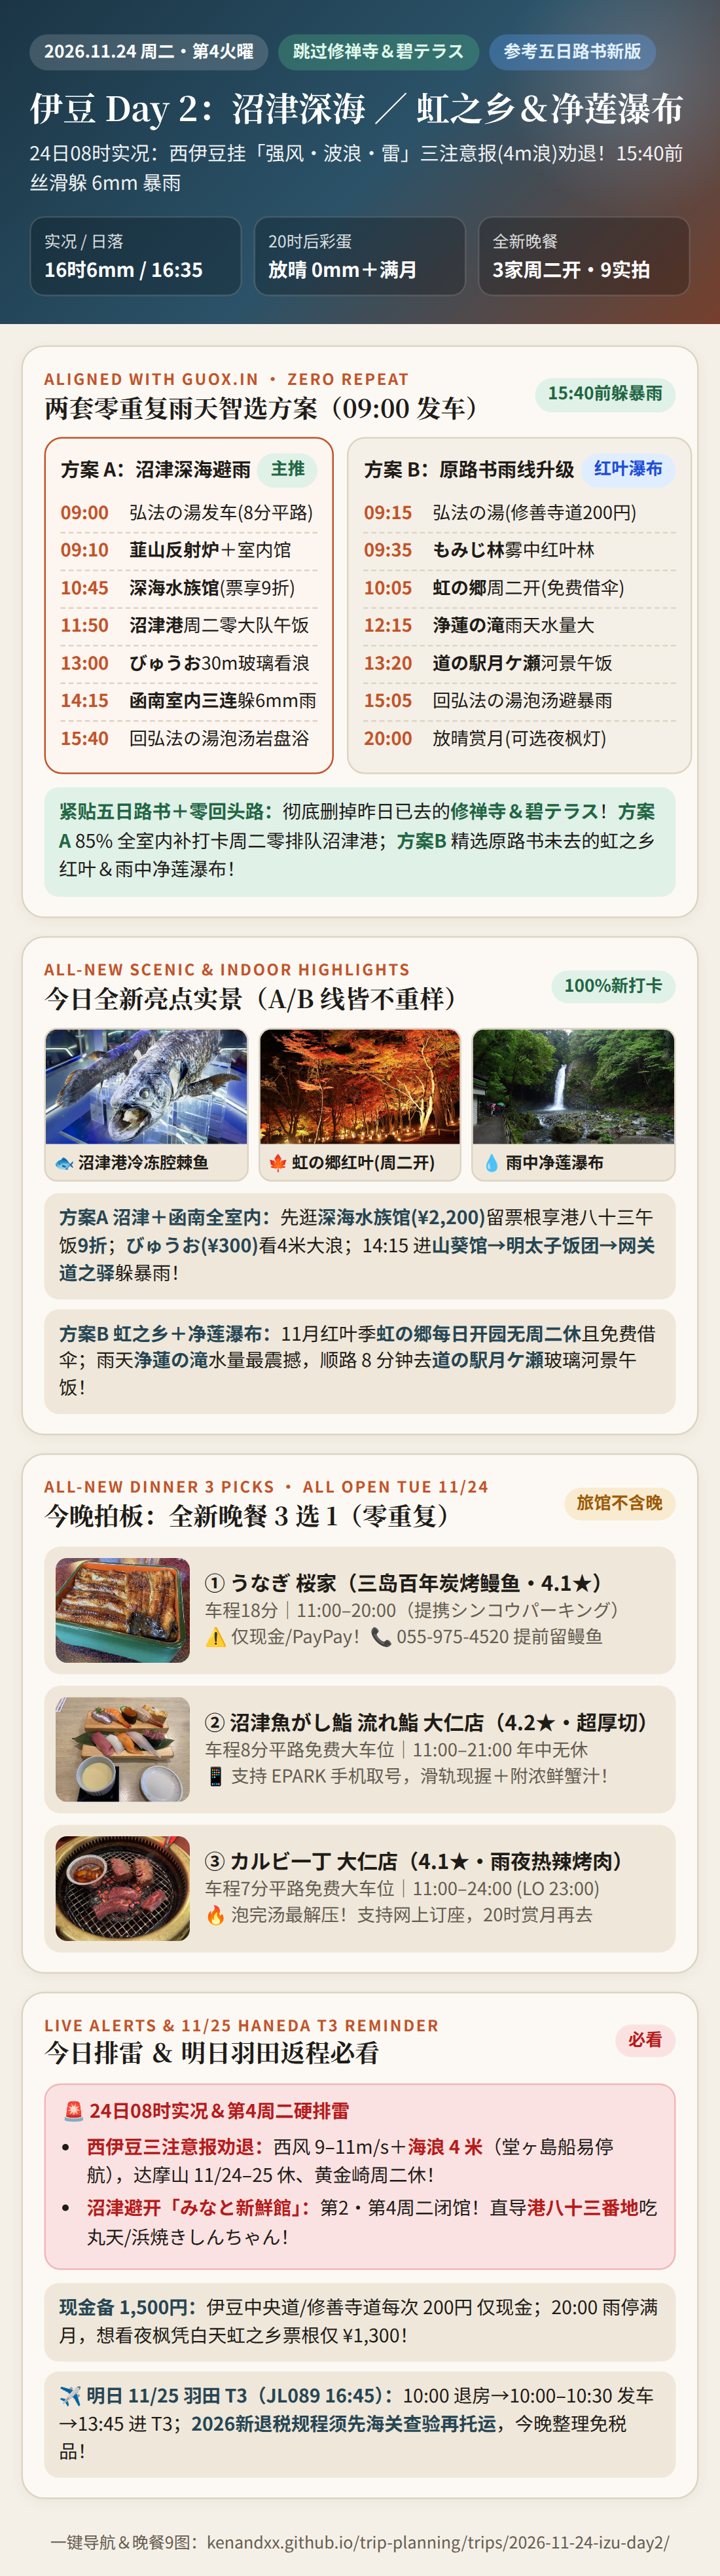 2026.11.24 周二・第4火曜
跳过修禅寺＆碧テラス
参考五日路书新版
伊豆 Day 2：沼津深海 ／ 虹之乡＆净莲瀑布
24日08时实况：西伊豆挂「强风・波浪・雷」三注意报(4m浪)劝退！15:40前
丝滑躲 6mm 暴雨
实况 / 日落
16时6mm / 16:35
20时后彩蛋
放晴 0mm＋满月
全新晚餐
3家周二开・9实拍
ALIGNED WITH GUOX.IN ・ ZERO REPEAT
两套零重复雨天智选方案（09:00 发车）
15:40前躲暴雨
方案 A：沼津深海避雨
主推
09:00 弘法の湯发车(8分平路)
09:10 韮山反射炉＋室内馆
10:45 深海水族馆(票享9折)
11:50 沼津港周二零大队午饭
13:00 びゅうお30m玻璃看浪
14:15 函南室内三连躲6mm雨
15:40 回弘法の湯泡汤岩盘浴
方案 B：原路书雨线升级
红叶瀑布
09:15 弘法の湯(修善寺道200円)
09:35 もみじ林雾中红叶林
10:05 虹の郷周二开(免费借伞)
12:15 浄蓮の滝雨天水量大
13:20 道の駅月ケ瀬河景午饭
15:05 回弘法の湯泡汤避暴雨
20:00 放晴赏月(可选夜枫灯)
紧贴五日路书＋零回头路：彻底删掉昨日已去的修禅寺＆碧テラス！方案
A 85% 全室内补打卡周二零排队沼津港；方案B 精选原路书未去的虹之乡
红叶＆雨中净莲瀑布！
ALL-NEW SCENIC & INDOOR HIGHLIGHTS
今日全新亮点实景（A/B 线皆不重样）
100%新打卡
🐟 沼津港冷冻腔棘鱼
🍁 虹の郷红叶(周二开)
💧 雨中净莲瀑布
方案A 沼津＋函南全室内：先逛深海水族馆(¥2,200)留票根享港八十三午
饭9折；びゅうお(¥300)看4米大浪；14:15 进山葵馆→明太子饭团→网关
道之驿躲暴雨！
方案B 虹之乡＋净莲瀑布：11月红叶季虹の郷每日开园无周二休且免费借
伞；雨天浄蓮の滝水量最震撼，顺路 8 分钟去道の駅月ケ瀬玻璃河景午
饭！
ALL-NEW DINNER 3 PICKS ・ ALL OPEN TUE 11/24
今晚拍板：全新晚餐 3 选 1（零重复）
旅馆不含晚
① うなぎ 桜家（三岛百年炭烤鳗鱼・4.1★）
车程18分｜11:00–20:00（提携シンコウパーキング）
⚠️ 仅现金/PayPay！📞 055-975-4520 提前留鳗鱼
② 沼津魚がし鮨 流れ鮨 大仁店（4.2★・超厚切）
车程8分平路免费大车位｜11:00–21:00 年中无休
📱 支持 EPARK 手机取号，滑轨现握＋附浓鲜蟹汁！
③ カルビ一丁 大仁店（4.1★・雨夜热辣烤肉）
车程7分平路免费大车位｜11:00–24:00 (LO 23:00)
🔥 泡完汤最解压！支持网上订座，20时赏月再去
LIVE ALERTS & 11/25 HANEDA T3 REMINDER
今日排雷 ＆ 明日羽田返程必看
必看
🚨 24日08时实况＆第4周二硬排雷
• 西伊豆三注意报劝退：西风 9–11m/s＋海浪 4 米（堂ヶ島船易停
航），达摩山 11/24–25 休、黄金崎周二休！
• 沼津避开「みなと新鮮館」：第2・第4周二闭馆！直导港八十三番地吃
丸天/浜焼きしんちゃん！
现金备 1,500円：伊豆中央道/修善寺道每次 200円 仅现金；20:00 雨停满
月，想看夜枫凭白天虹之乡票根仅 ¥1,300！
✈️ 明日 11/25 羽田 T3（JL089 16:45）：10:00 退房→10:00–10:30 发车
→13:45 进 T3；2026新退税规程须先海关查验再托运，今晚整理免税
品！
一键导航＆晚餐9图：kenandxx.github.io/trip-planning/trips/2026-11-24-izu-day2/